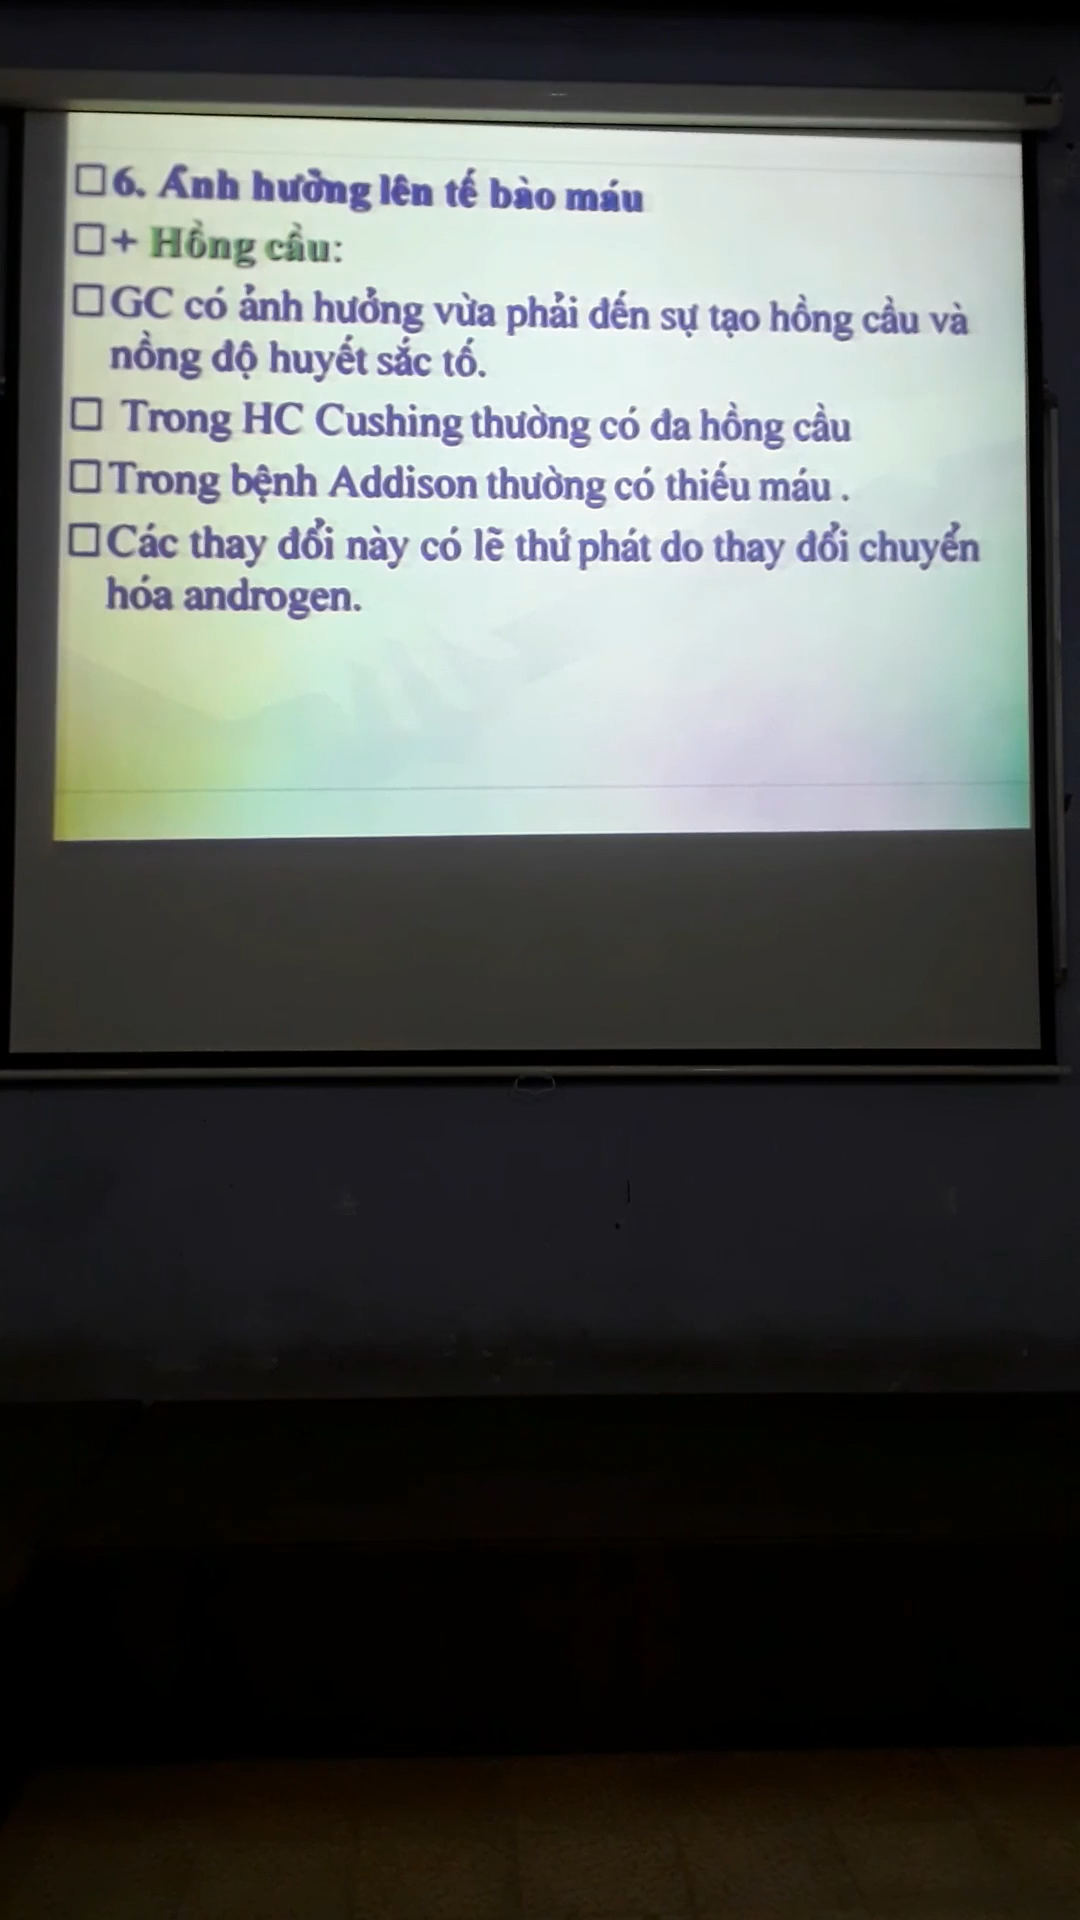 6. Ảnh hưởng lên tế bào máu
+ Hồng cầu:
GC có ảnh hưởng vừa phải đến sự tạo hồng cầu và
nồng độ huyết sắc tố.
Trong HC Cushing thường có đa hồng cầu
Trong bệnh Addison thường có thiếu máu .
Các thay đổi này có lẽ thứ phát do thay đổi chuyển
hóa androgen.